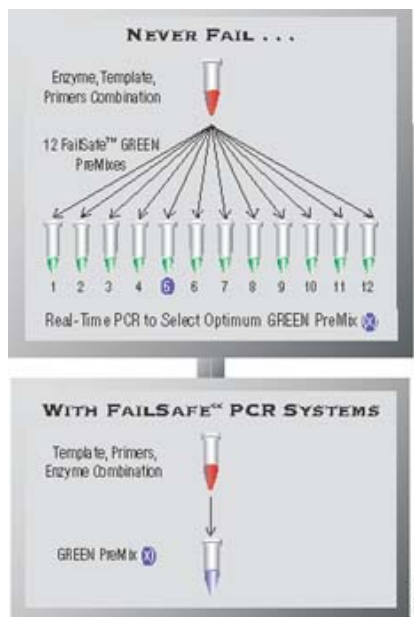 NEVER FAIL . . .
Enzyme, Template,
Primers Combination
12 FailSafe™ GREEN
PreMixes
1 2 3 4 5 6 7 8 9 10 11 12
Real-Time PCR to Select Optimum GREEN PreMix (X)
WITH FAILSAFE™ PCR SYSTEMS
Template, Primers,
Enzyme Combination
GREEN PreMix (X)